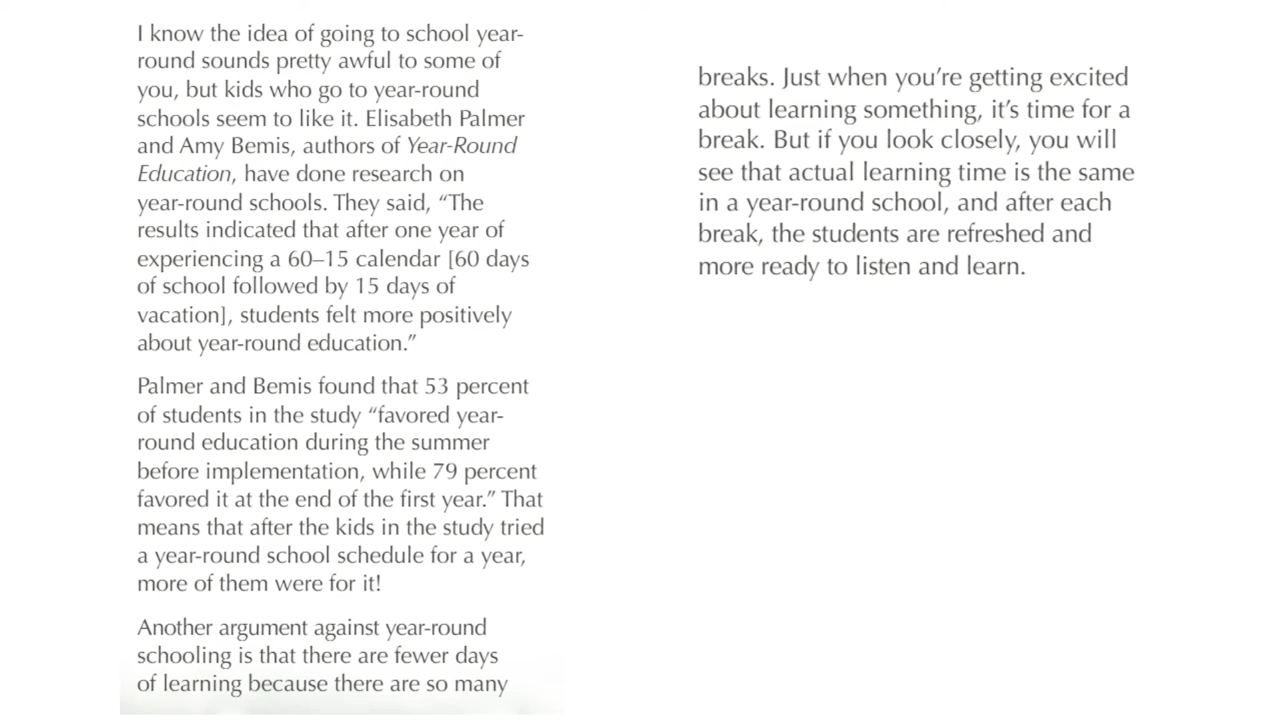 I know the idea of going to school year-
round sounds pretty awful to some of
you, but kids who go to year-round
schools seem to like it. Elisabeth Palmer
and Amy Bemis, authors of Year-Round
Education, have done research on
year-round schools. They said, “The
results indicated that after one year of
experiencing a 60–15 calendar [60 days
of school followed by 15 days of
vacation], students felt more positively
about year-round education.”
Palmer and Bemis found that 53 percent
of students in the study “favored year-
round education during the summer
before implementation, while 79 percent
favored it at the end of the first year.” That
means that after the kids in the study tried
a year-round school schedule for a year,
more of them were for it!
Another argument against year-round
schooling is that there are fewer days
of learning because there are so many
breaks. Just when you’re getting excited
about learning something, it’s time for a
break. But if you look closely, you will
see that actual learning time is the same
in a year-round school, and after each
break, the students are refreshed and
more ready to listen and learn.